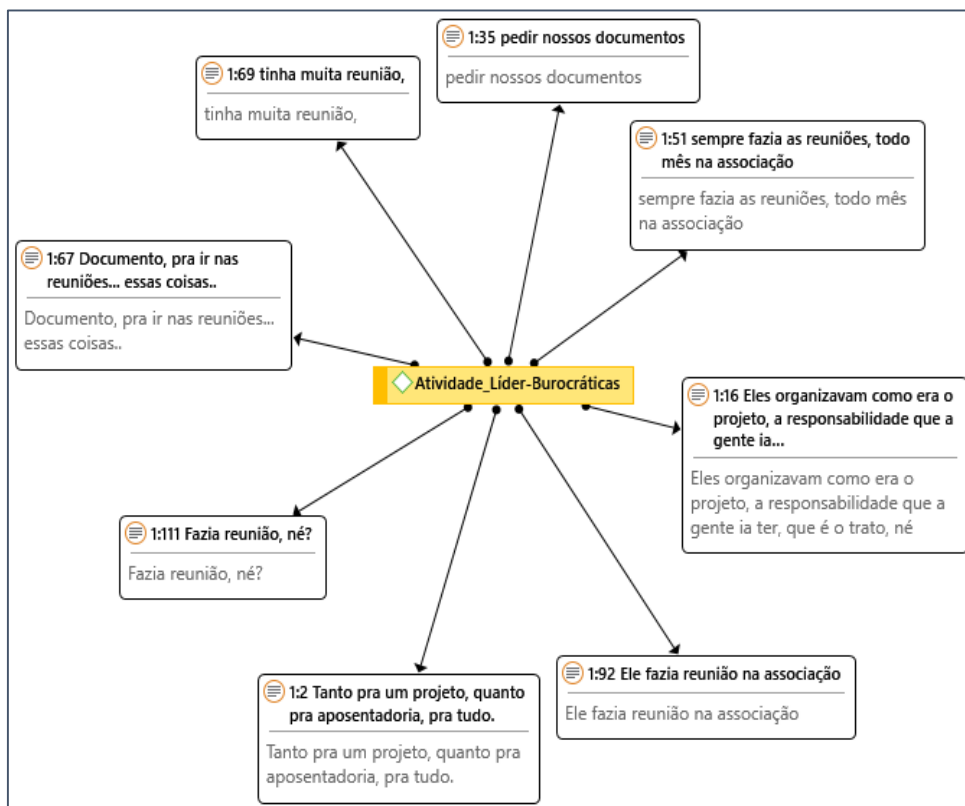 1:35 pedir nossos documentos
pedir nossos documentos
1:69 tinha muita reunião,
tinha muita reunião,
1:51 sempre fazia as reuniões, todo
mês na associação
sempre fazia as reuniões, todo mês
na associação
1:67 Documento, pra ir nas
reuniões... essas coisas..
Documento, pra ir nas reuniões...
essas coisas..
Atividade_Líder-Burocráticas
1:16 Eles organizavam como era o
projeto, a responsabilidade que a
gente ia...
Eles organizavam como era o
projeto, a responsabilidade que a
gente ia ter, que é o trato, né
1:111 Fazia reunião, né?
Fazia reunião, né?
1:92 Ele fazia reunião na associação
Ele fazia reunião na associação
1:2 Tanto pra um projeto, quanto
pra aposentadoria, pra tudo.
Tanto pra um projeto, quanto pra
aposentadoria, pra tudo.